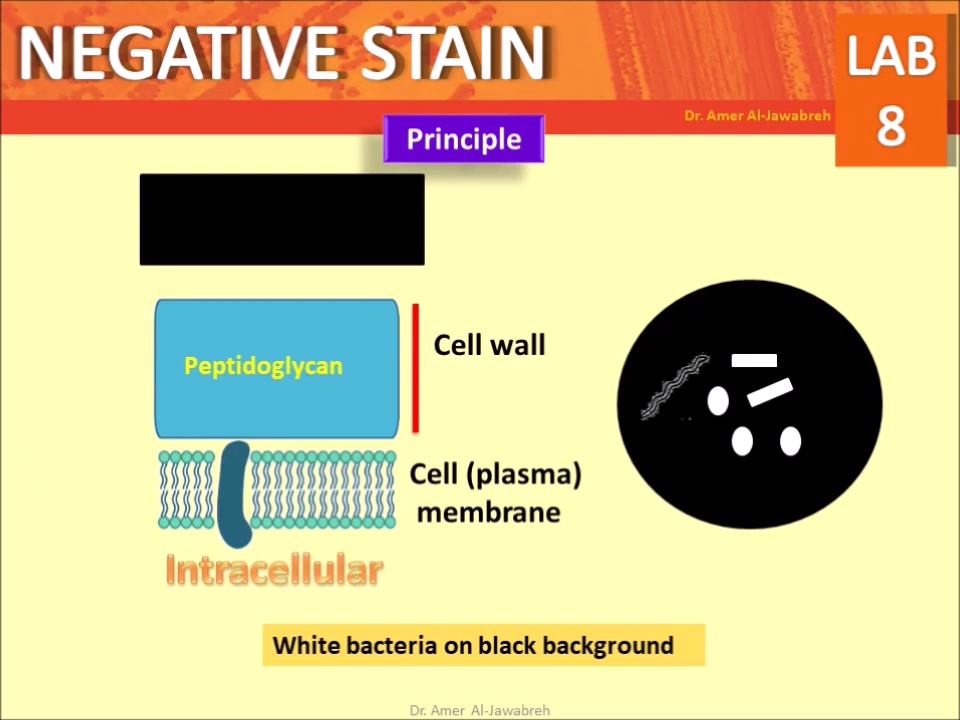 NEGATIVE STAIN
LAB
8
Dr. Amer Al-Jawabreh
Principle
Peptidoglycan
Cell wall
Cell (plasma)
membrane
Intracellular
White bacteria on black background
Dr. Amer Al-Jawabreh